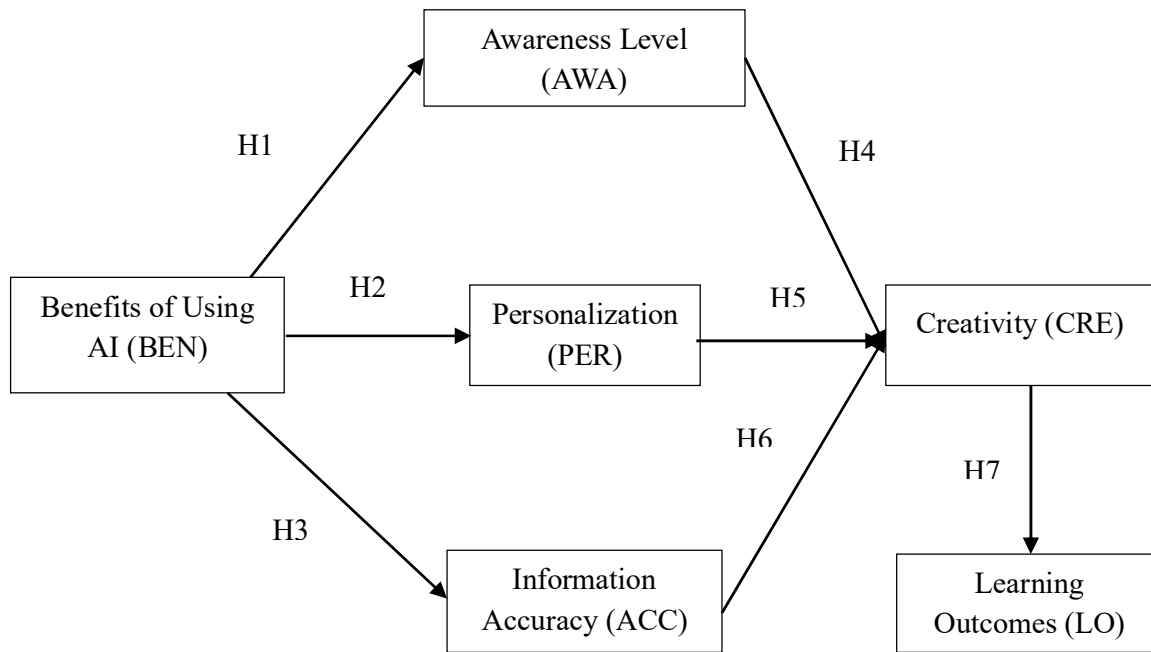 Awareness Level
(AWA)
H1
H4
Benefits of Using
AI (BEN)
H2
Personalization
(PER)
H5
Creativity (CRE)
H3
H6
H7
Information
Accuracy (ACC)
Learning
Outcomes (LO)